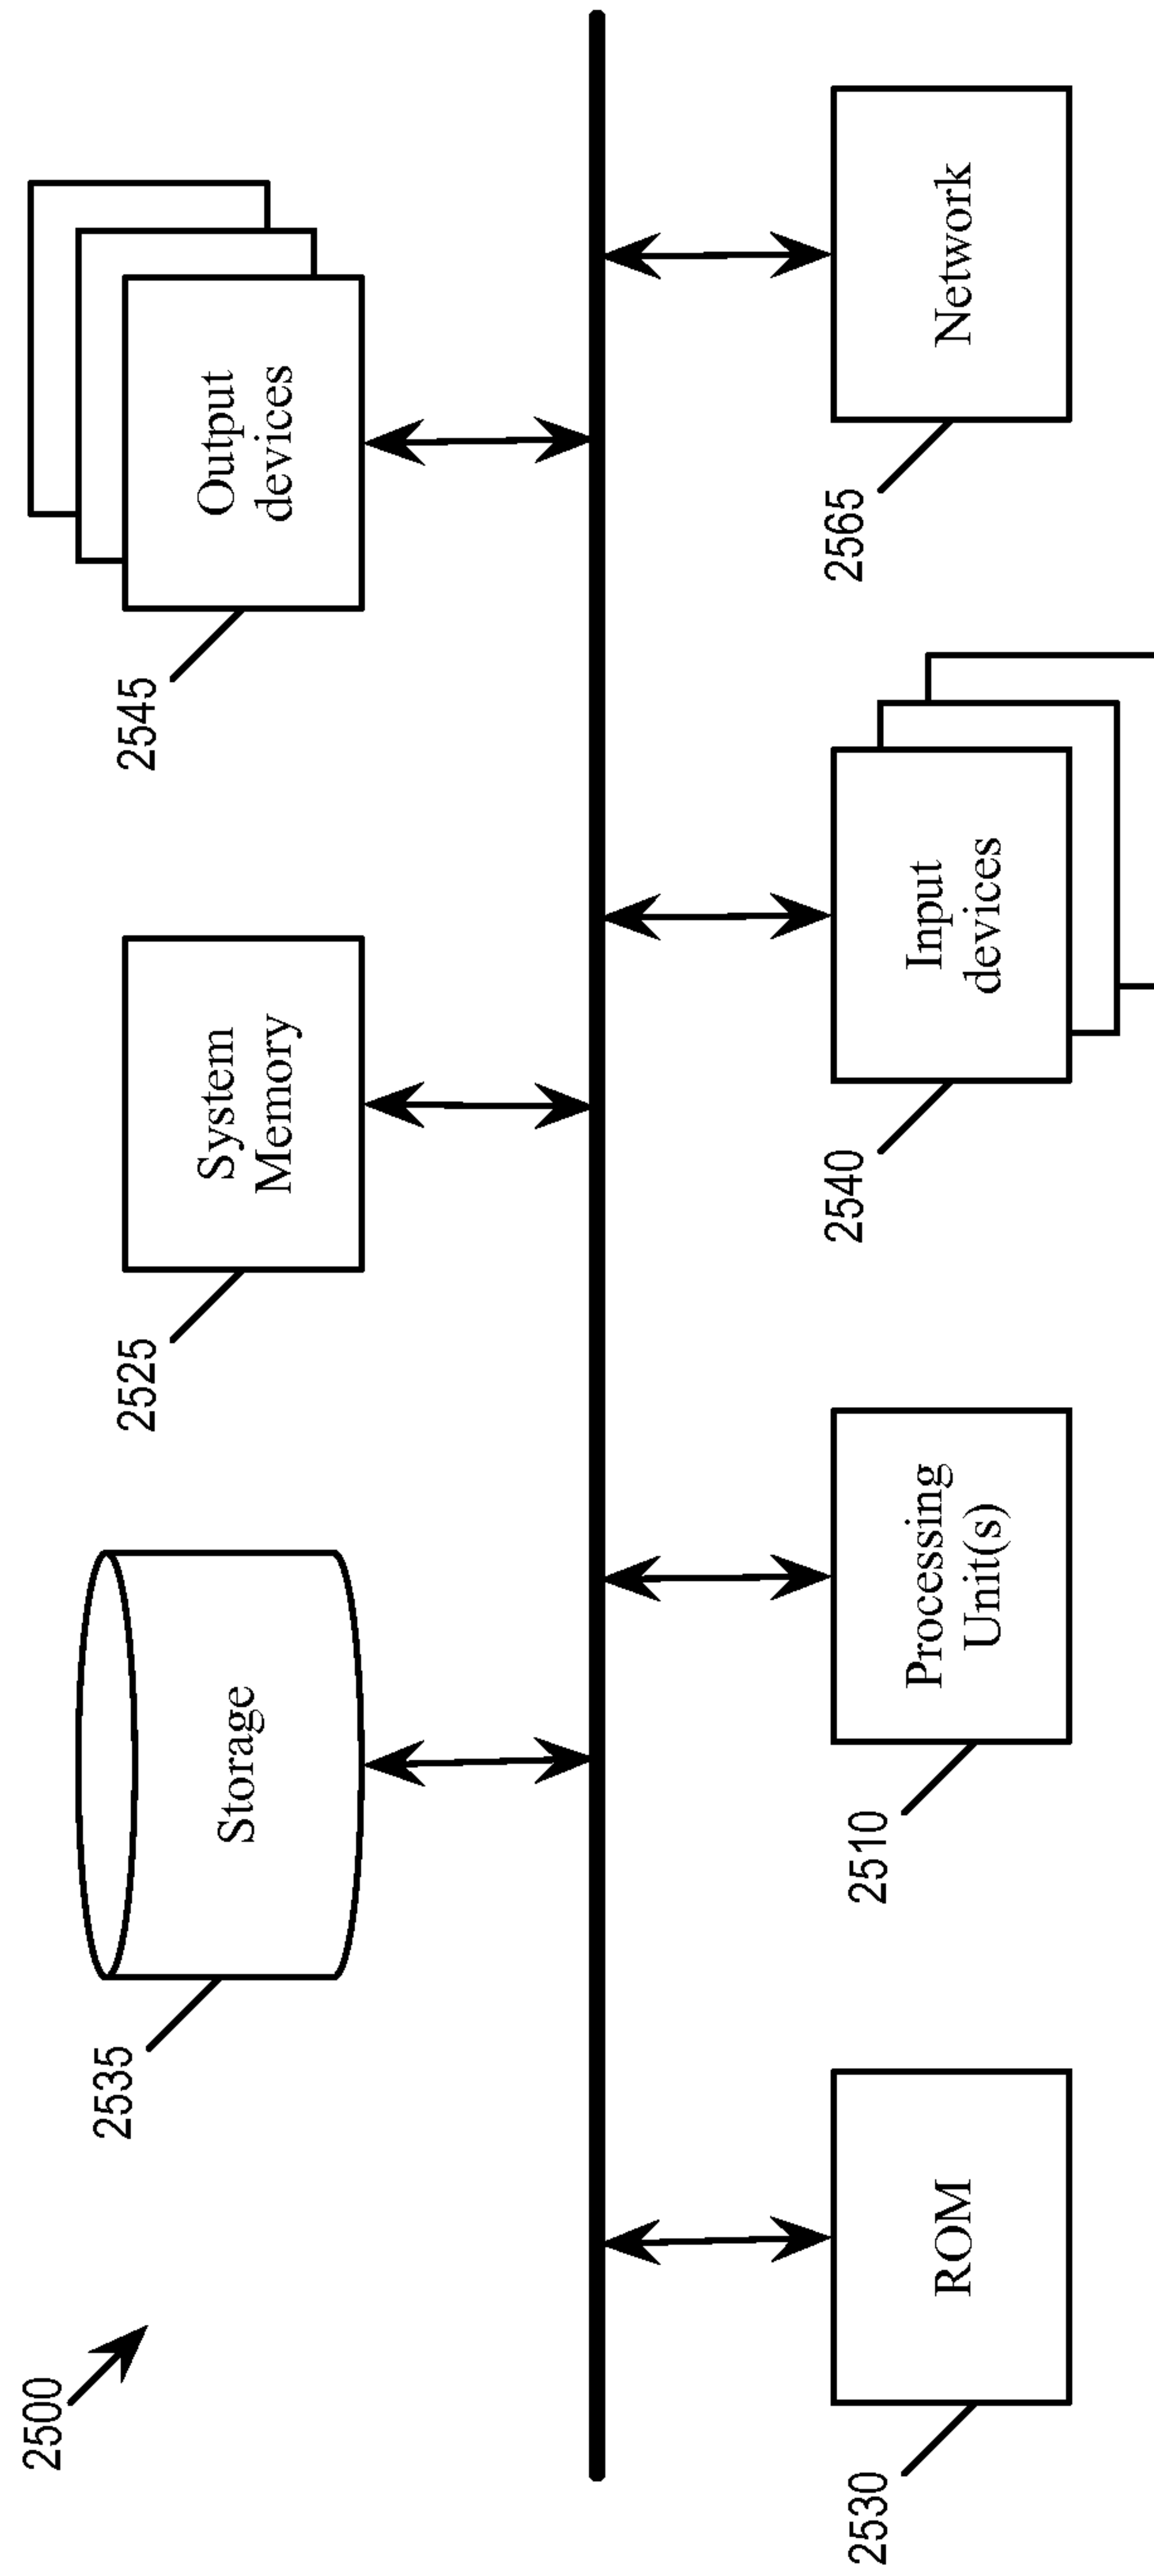 2500
2535
Storage
2525
System
Memory
2545
Output
devices
2530
ROM
2510
Processing
Unit(s)
2540
Input
devices
2565
Network